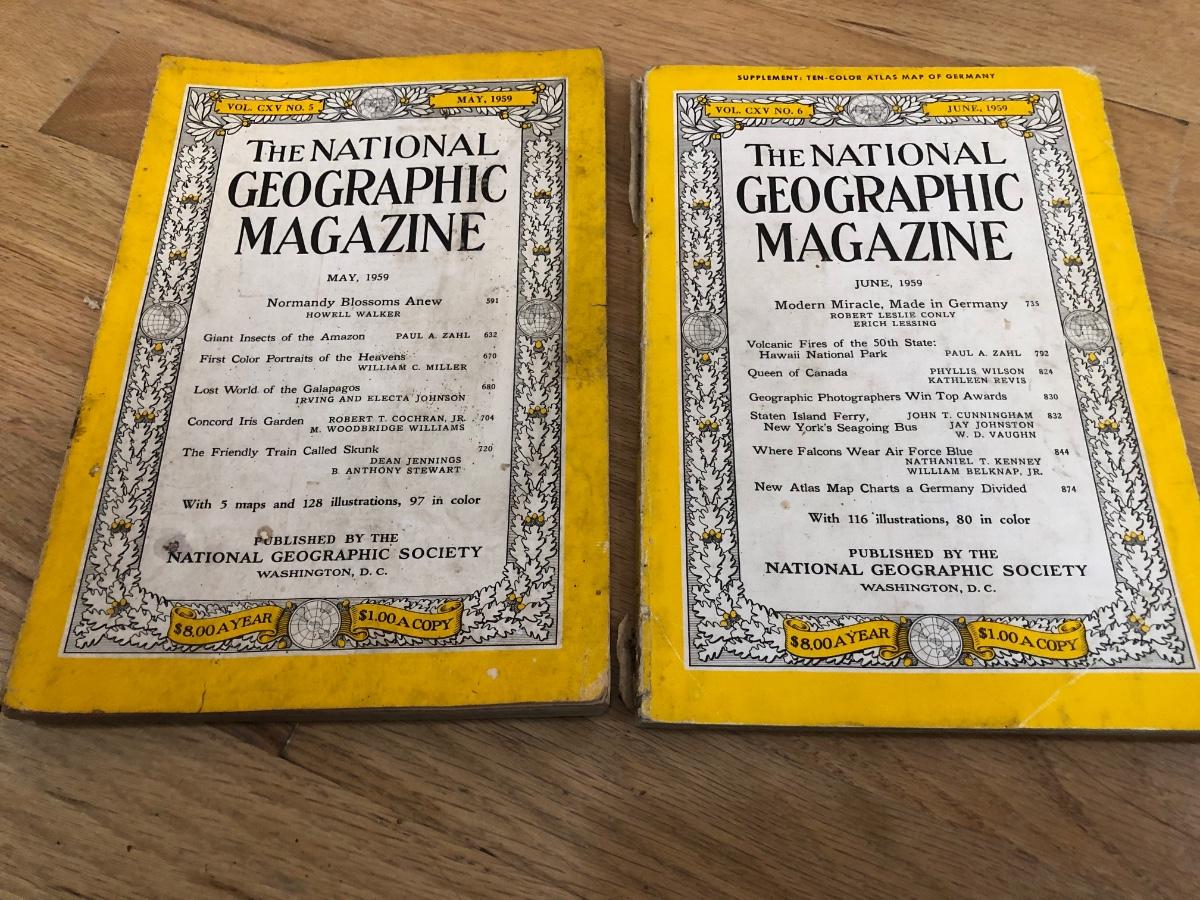 VOL. CXV NO. 5
MAY, 1959
THE NATIONAL
GEOGRAPHIC
MAGAZINE
MAY, 1959
Normandy Blossoms Anew 591
HOWELL WALKER
Giant Insects of the Amazon PAUL A. ZAHL 632
First Color Portraits of the Heavens 670
WILLIAM C. MILLER
Lost World of the Galapagos 680
IRVING AND ELECTA JOHNSON
Concord Iris Garden ROBERT T. COCHRAN, JR. 704
M. WOODBRIDGE WILLIAMS
The Friendly Train Called Skunk 720
DEAN JENNINGS
B. ANTHONY STEWART
With 5 maps and 128 illustrations, 97 in color
PUBLISHED BY THE
NATIONAL GEOGRAPHIC SOCIETY
WASHINGTON, D. C.
$8.00 A YEAR
$1.00 A COPY
SUPPLEMENT: TEN-COLOR ATLAS MAP OF GERMANY
VOL. CXV NO. 6
JUNE, 1959
THE NATIONAL
GEOGRAPHIC
MAGAZINE
JUNE, 1959
Modern Miracle, Made in Germany 735
ROBERT LESLIE CONLY
ERICH LESSING
Volcanic Fires of the 50th State:
Hawaii National Park PAUL A. ZAHL 792
Queen of Canada PHYLLIS WILSON 824
KATHLEEN REVIS
Geographic Photographers Win Top Awards 830
Staten Island Ferry, JOHN T. CUNNINGHAM 832
New York's Seagoing Bus JAY JOHNSTON
W. D. VAUGHN
Where Falcons Wear Air Force Blue 844
NATHANIEL T. KENNEY
WILLIAM BELKNAP, JR.
New Atlas Map Charts a Germany Divided 874
With 116 illustrations, 80 in color
PUBLISHED BY THE
NATIONAL GEOGRAPHIC SOCIETY
WASHINGTON, D. C.
$8.00 A YEAR
$1.00 A COPY